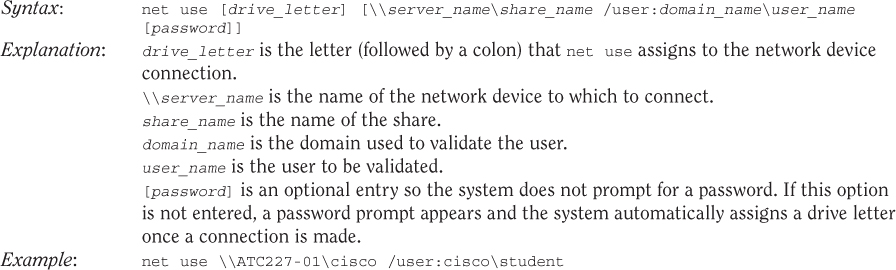 Syntax: net use [drive_letter] [\\server_name\share_name /user:domain_name\user_name
[password]]
Explanation: drive_letter is the letter (followed by a colon) that net use assigns to the network device
connection.
\\server_name is the name of the network device to which to connect.
share_name is the name of the share.
domain_name is the domain used to validate the user.
user_name is the user to be validated.
[password] is an optional entry so the system does not prompt for a password. If this option
is not entered, a password prompt appears and the system automatically assigns a drive letter
once a connection is made.
Example: net use \\ATC227-01\cisco /user:cisco\student